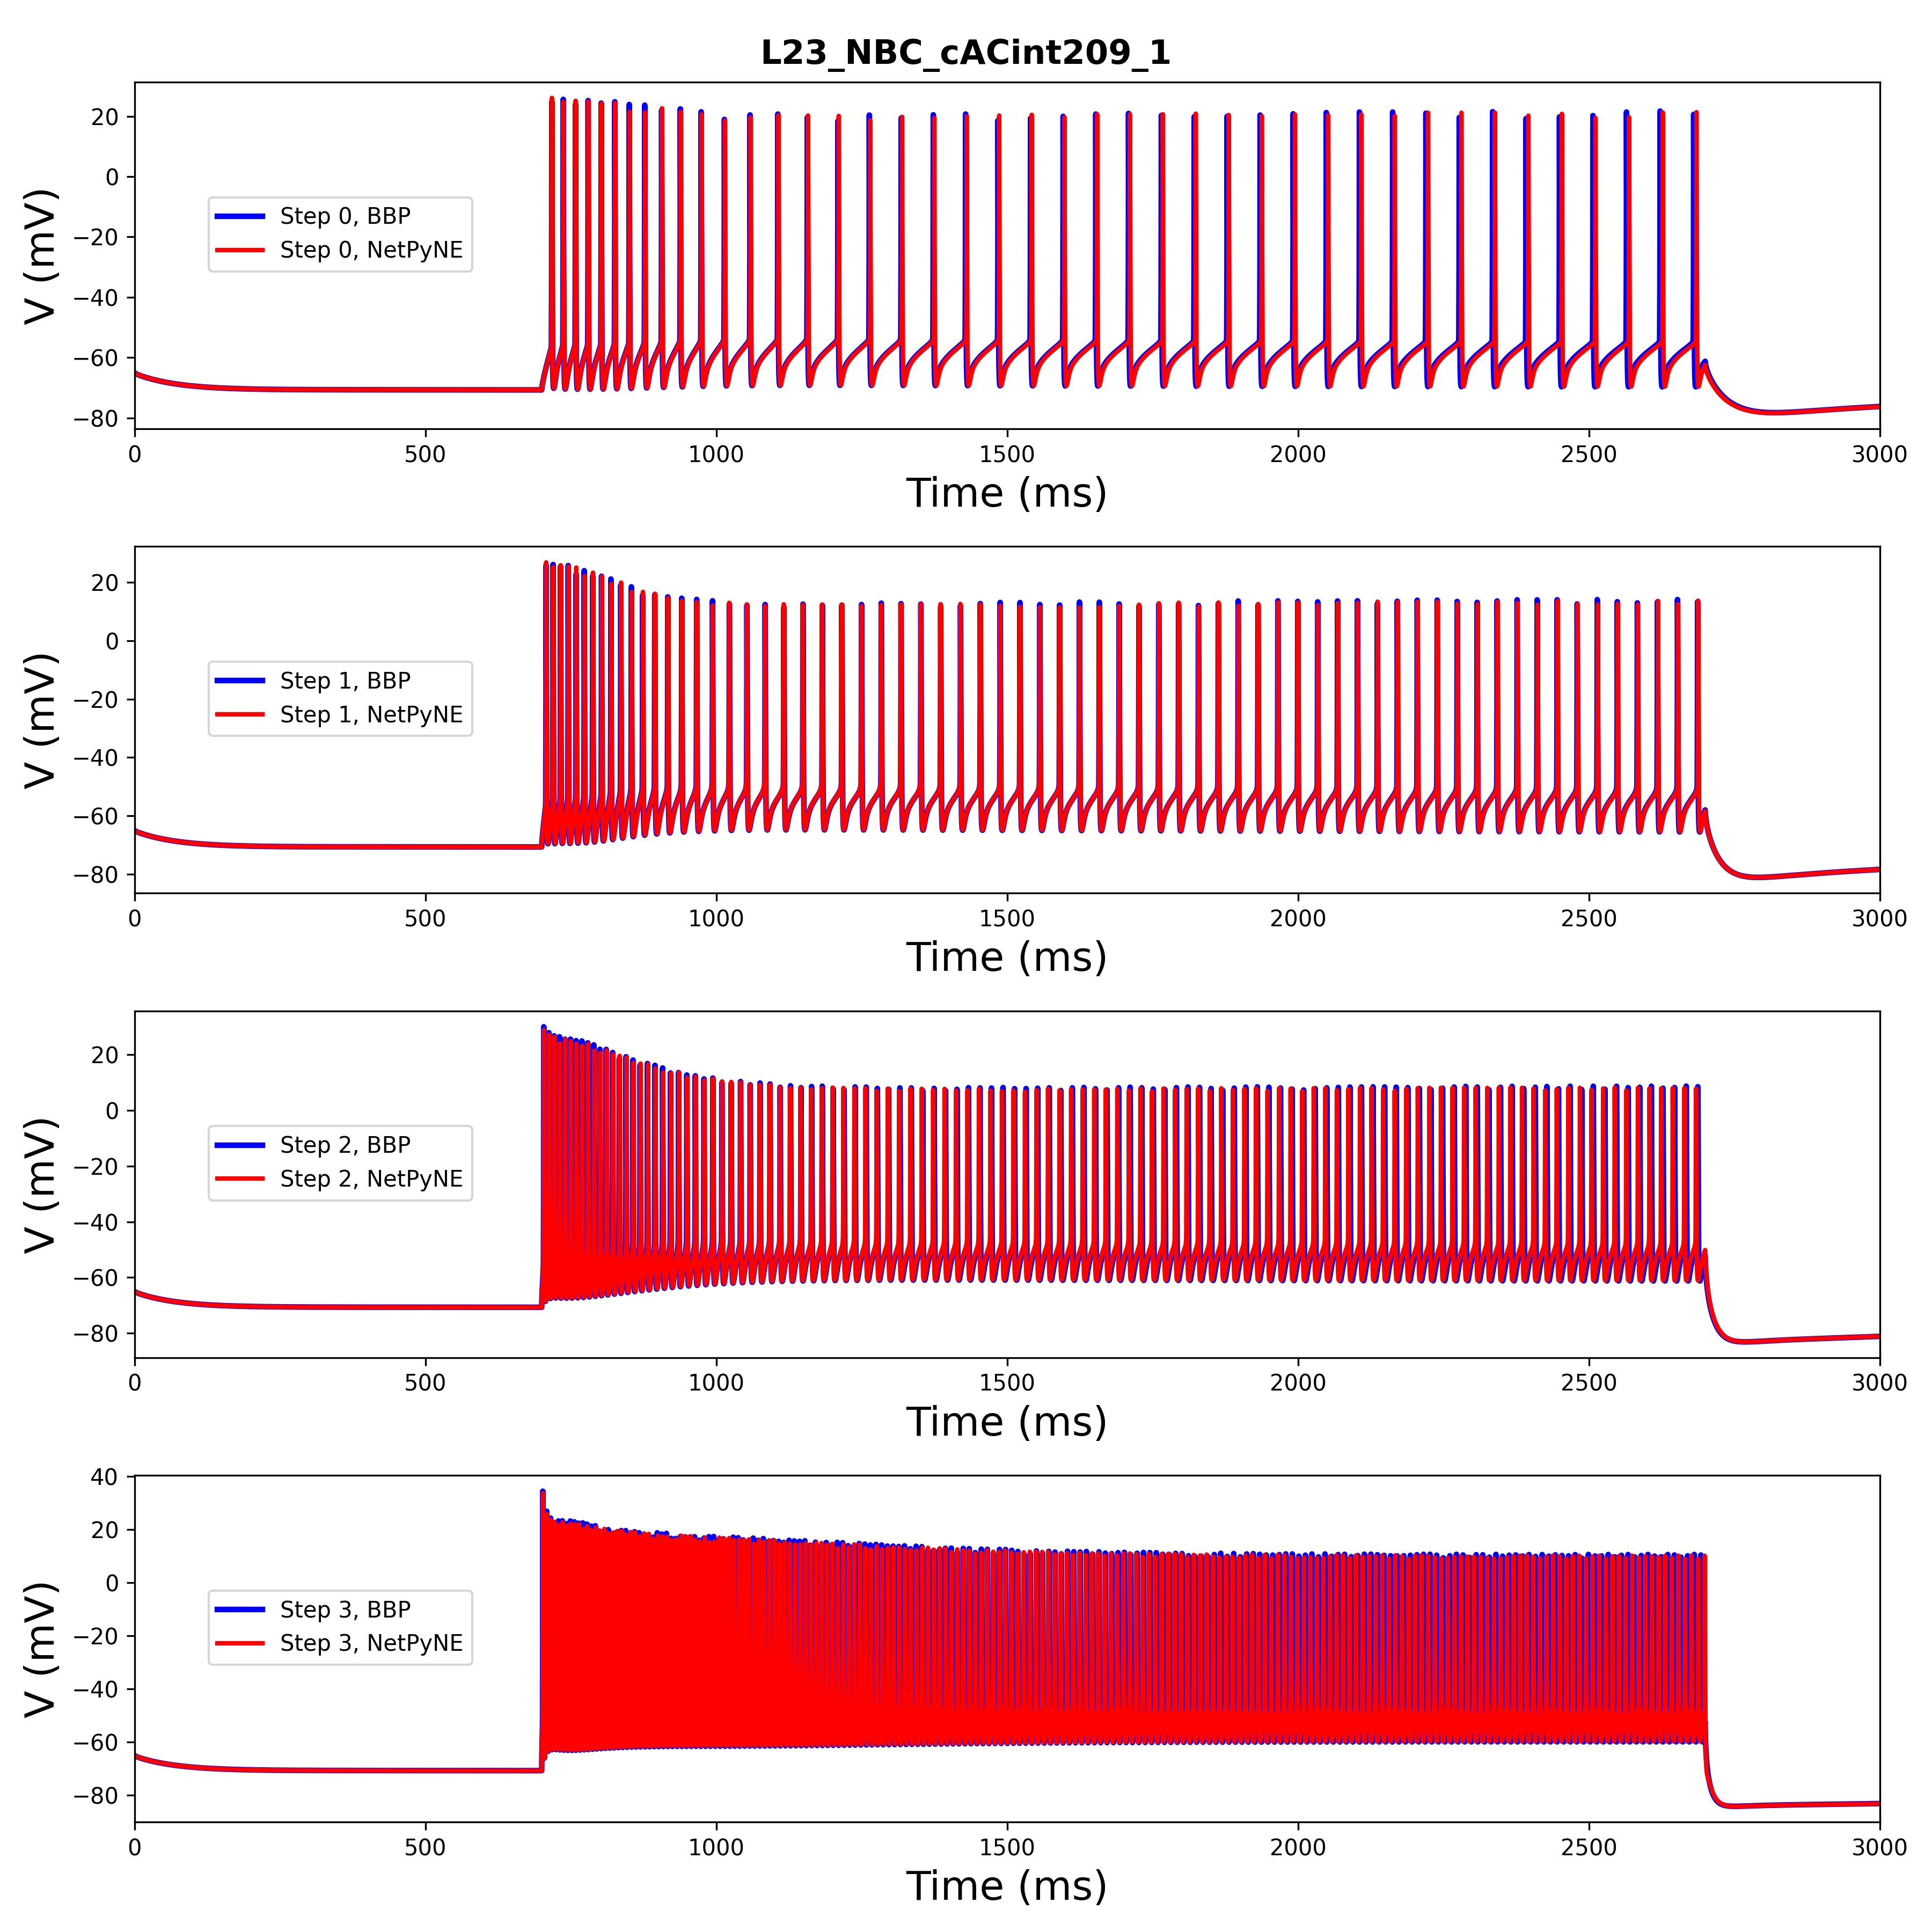 L23_NBC_cACint209_1
20
0
−20
−40
−60
−80
V (mV)
Step 0, BBP
Step 0, NetPyNE
0 500 1000 1500 2000 2500 3000
Time (ms)
20
0
−20
−40
−60
−80
V (mV)
Step 1, BBP
Step 1, NetPyNE
0 500 1000 1500 2000 2500 3000
Time (ms)
20
0
−20
−40
−60
−80
V (mV)
Step 2, BBP
Step 2, NetPyNE
0 500 1000 1500 2000 2500 3000
Time (ms)
40
20
0
−20
−40
−60
−80
V (mV)
Step 3, BBP
Step 3, NetPyNE
0 500 1000 1500 2000 2500 3000
Time (ms)